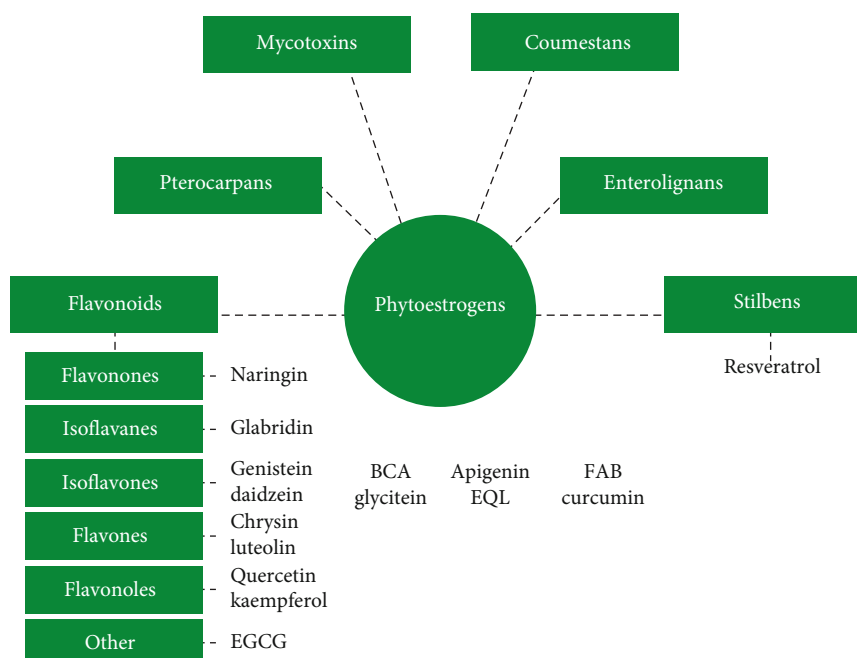 Mycotoxins
Coumestans
Pterocarpans
Enterolignans
Flavonoids
Phytoestrogens
Stilbens
Resveratrol
Flavonones
Naringin
Isoflavanes
Glabridin
Isoflavones
Genistein
daidzein
BCA
glycitein
Apigenin
EQL
FAB
curcumin
Flavones
Chrysin
luteolin
Flavonoles
Quercetin
kaempferol
Other
EGCG